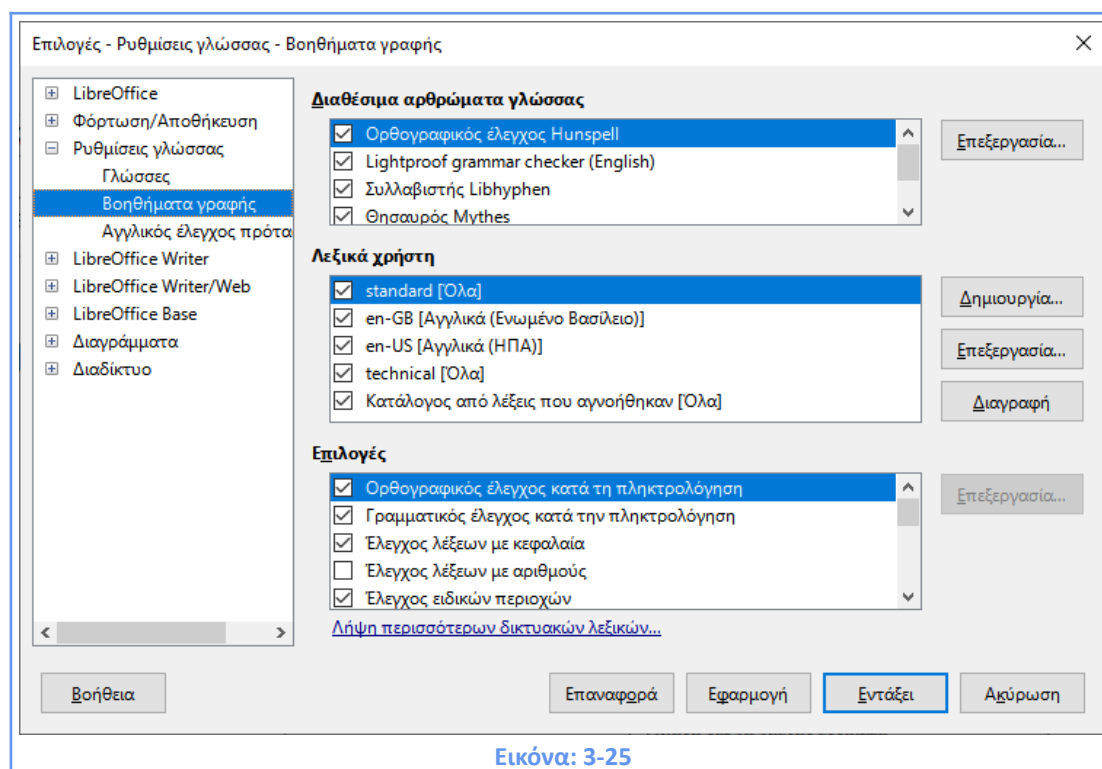 Επιλογές - Ρυθμίσεις γλώσσας - Βοηθήματα γραφής
LibreOffice
Φόρτωση/Αποθήκευση
Ρυθμίσεις γλώσσας
Γλώσσες
Βοηθήματα γραφής
Αγγλικός έλεγχος πρότα
LibreOffice Writer
LibreOffice Writer/Web
LibreOffice Base
Διαγράμματα
Διαδίκτυο
Διαθέσιμα αρθρώματα γλώσσας
Ορθογραφικός έλεγχος Hunspell
Lightproof grammar checker (English)
Συλλαβιστής Libhyphen
Θησαυρός Mythes
Επεξεργασία...
Λεξικά χρήστη
standard [Όλα]
en-GB [Αγγλικά (Ενωμένο Βασίλειο)]
en-US [Αγγλικά (ΗΠΑ)]
technical [Όλα]
Κατάλογος από λέξεις που αγνοήθηκαν [Όλα]
Δημιουργία...
Επεξεργασία...
Διαγραφή
Επιλογές
Ορθογραφικός έλεγχος κατά τη πληκτρολόγηση
Γραμματικός έλεγχος κατά την πληκτρολόγηση
Έλεγχος λέξεων με κεφαλαία
Έλεγχος λέξεων με αριθμούς
Έλεγχος ειδικών περιοχών
Επεξεργασία...
Λήψη περισσότερων δικτυακών λεξικών...
Βοήθεια
Επαναφορά
Εφαρμογή
Εντάξει
Ακύρωση
Εικόνα: 3-25